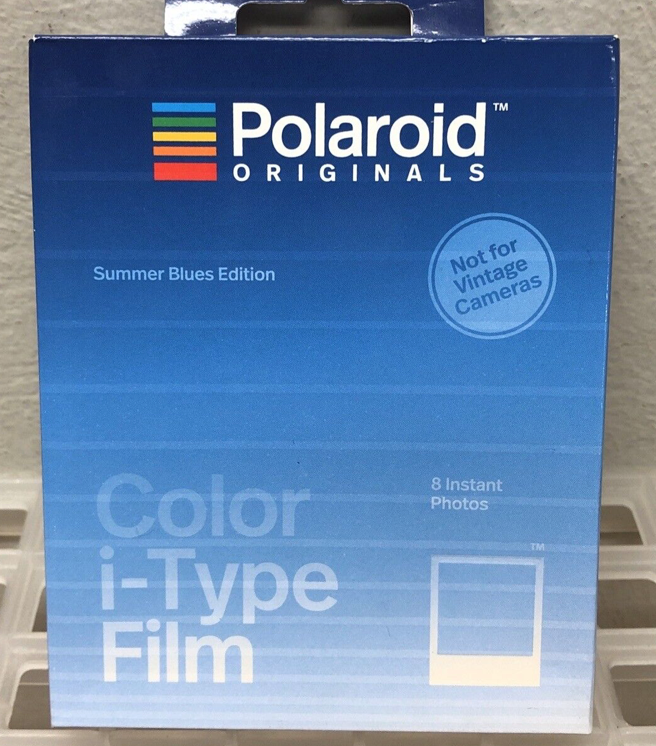 Polaroid™
ORIGINALS
Summer Blues Edition
Not for
Vintage
Cameras
Color
i-Type
Film
8 Instant
Photos
™